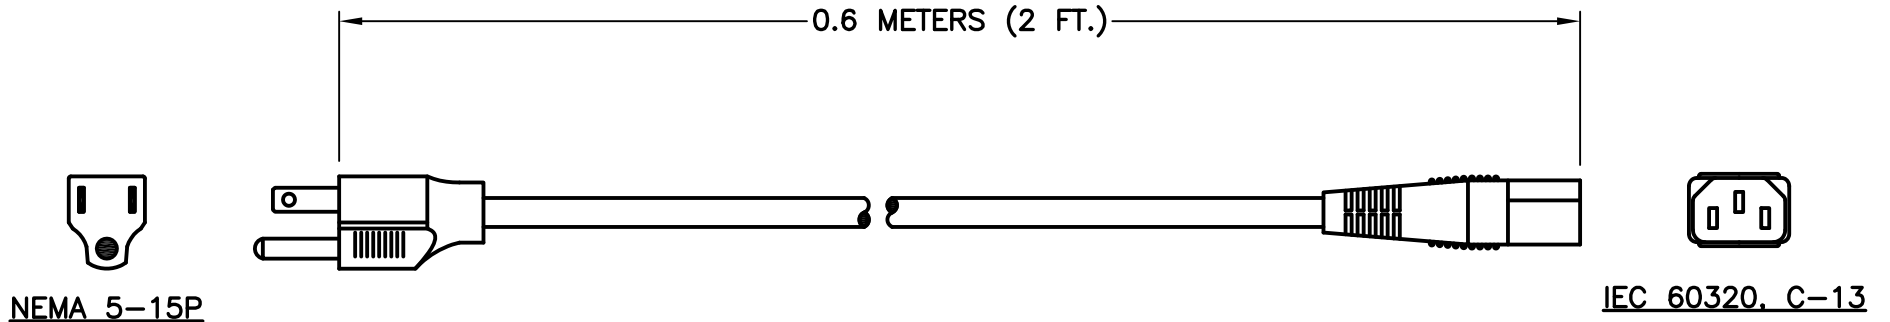 0.6 METERS (2 FT.)
NEMA 5-15P
IEC 60320, C-13